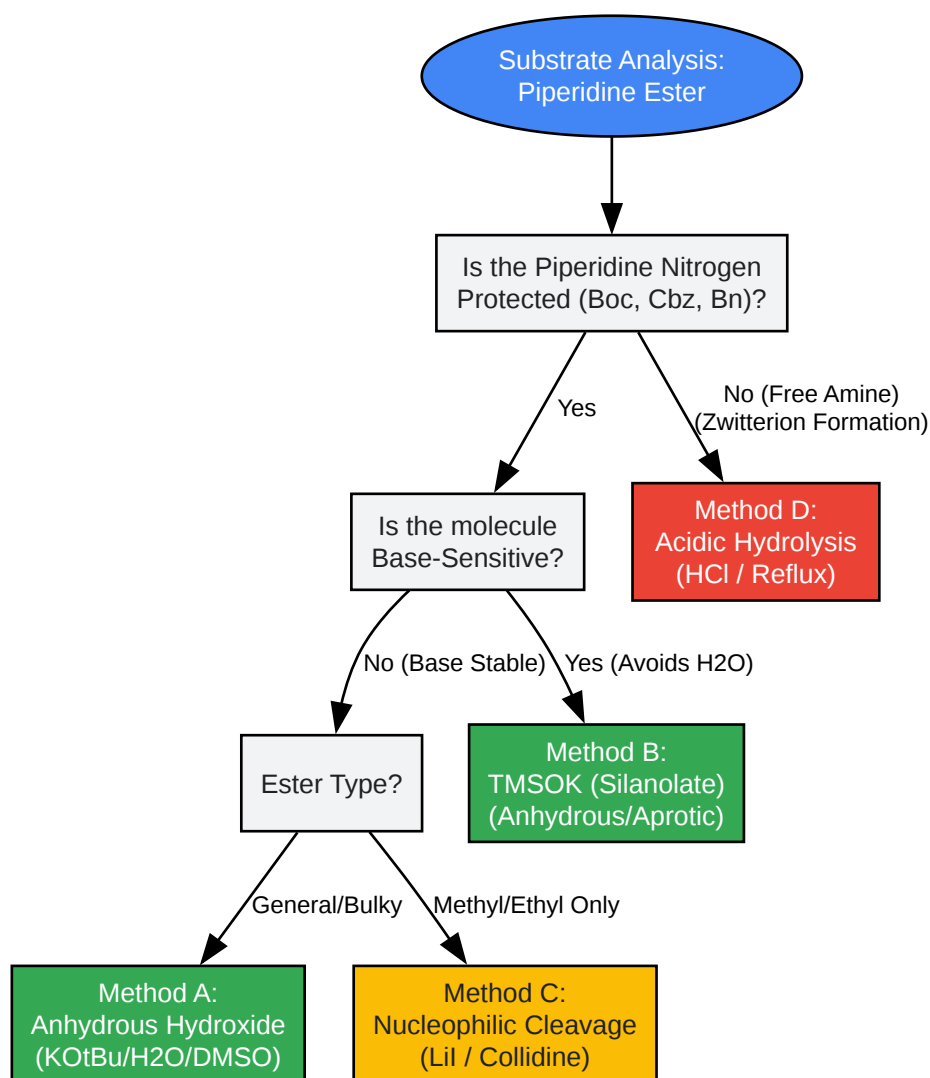 Substrate Analysis:
Piperidine Ester
Is the Piperidine Nitrogen
Protected (Boc, Cbz, Bn)?
Yes
No (Free Amine)
(Zwitterion Formation)
Is the molecule
Base-Sensitive?
Method D:
Acidic Hydrolysis
(HCl / Reflux)
No (Base Stable)
Yes (Avoids H2O)
Ester Type?
Method B:
TMSOK (Silanolate)
(Anhydrous/Aprotic)
General/Bulky
Methyl/Ethyl Only
Method A:
Anhydrous Hydroxide
(KOtBu/H2O/DMSO)
Method C:
Nucleophilic Cleavage
(LiI / Collidine)